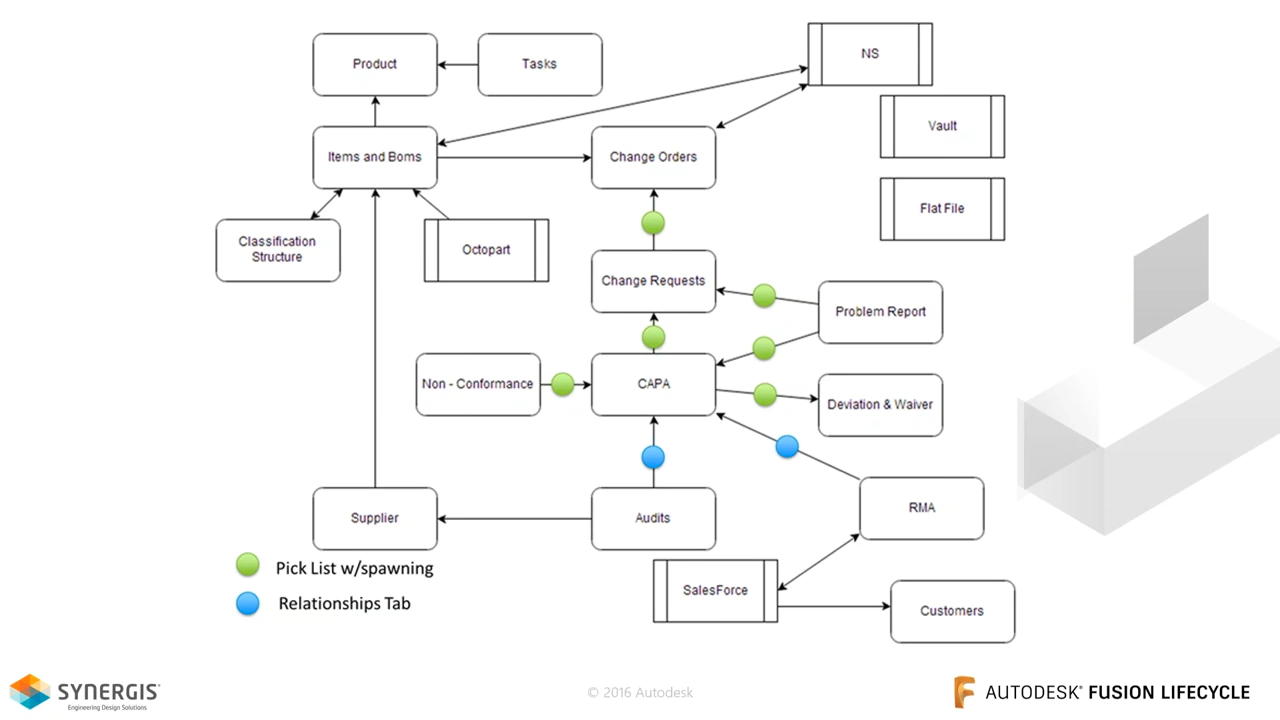 NS
Product
Tasks
Vault
Items and Boms
Change Orders
Flat File
Classification
Structure
Octopart
Change Requests
Problem Report
Non - Conformance
CAPA
Deviation & Waiver
Supplier
Audits
RMA
Pick List w/spawning
SalesForce
Relationships Tab
Customers
SYNERGIS
Engineering Design Solutions
© 2016 Autodesk
AUTODESK® FUSION LIFECYCLE